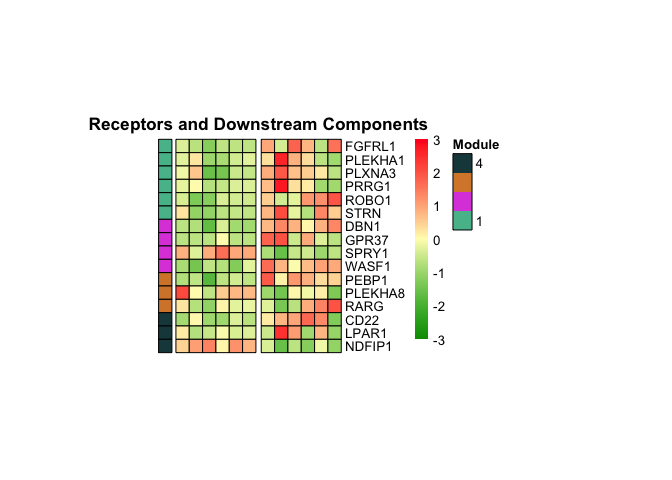 Receptors and Downstream Components
FGFRL1
PLEKHA1
PLXNA3
PRRG1
ROBO1
STRN
DBN1
GPR37
SPRY1
WASF1
PEBP1
PLEKHA8
RARG
CD22
LPAR1
NDFIP1
3
2
1
0
-1
-2
-3
Module
4
1